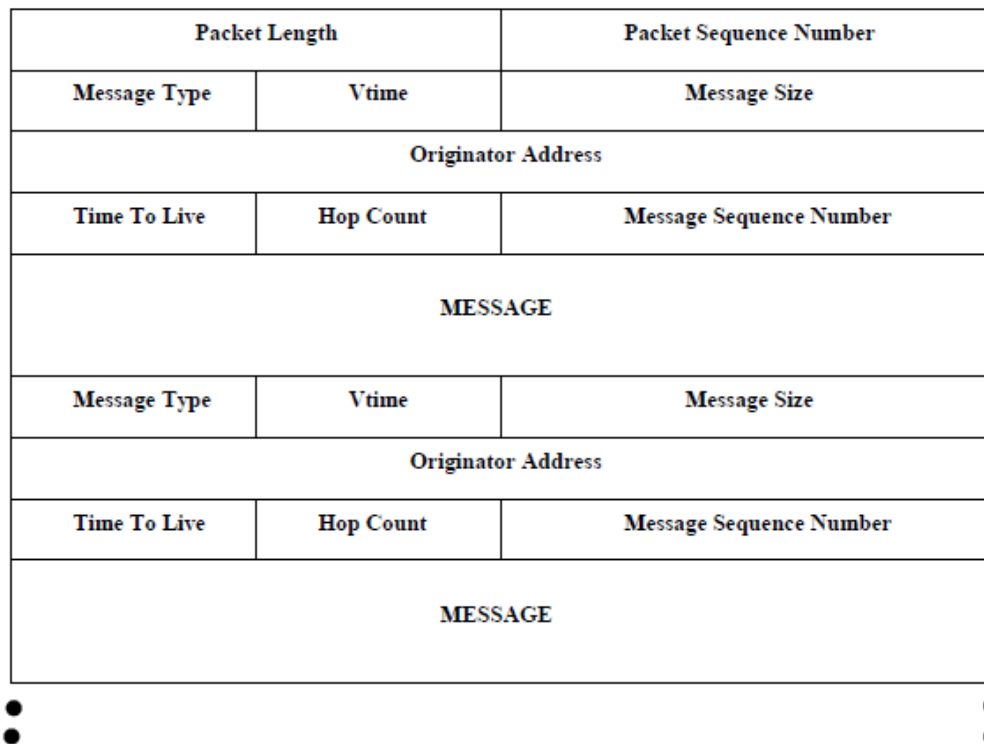 Packet Length Packet Sequence Number
Message Type Vtime Message Size
Originator Address
Time To Live Hop Count Message Sequence Number
MESSAGE
Message Type Vtime Message Size
Originator Address
Time To Live Hop Count Message Sequence Number
MESSAGE